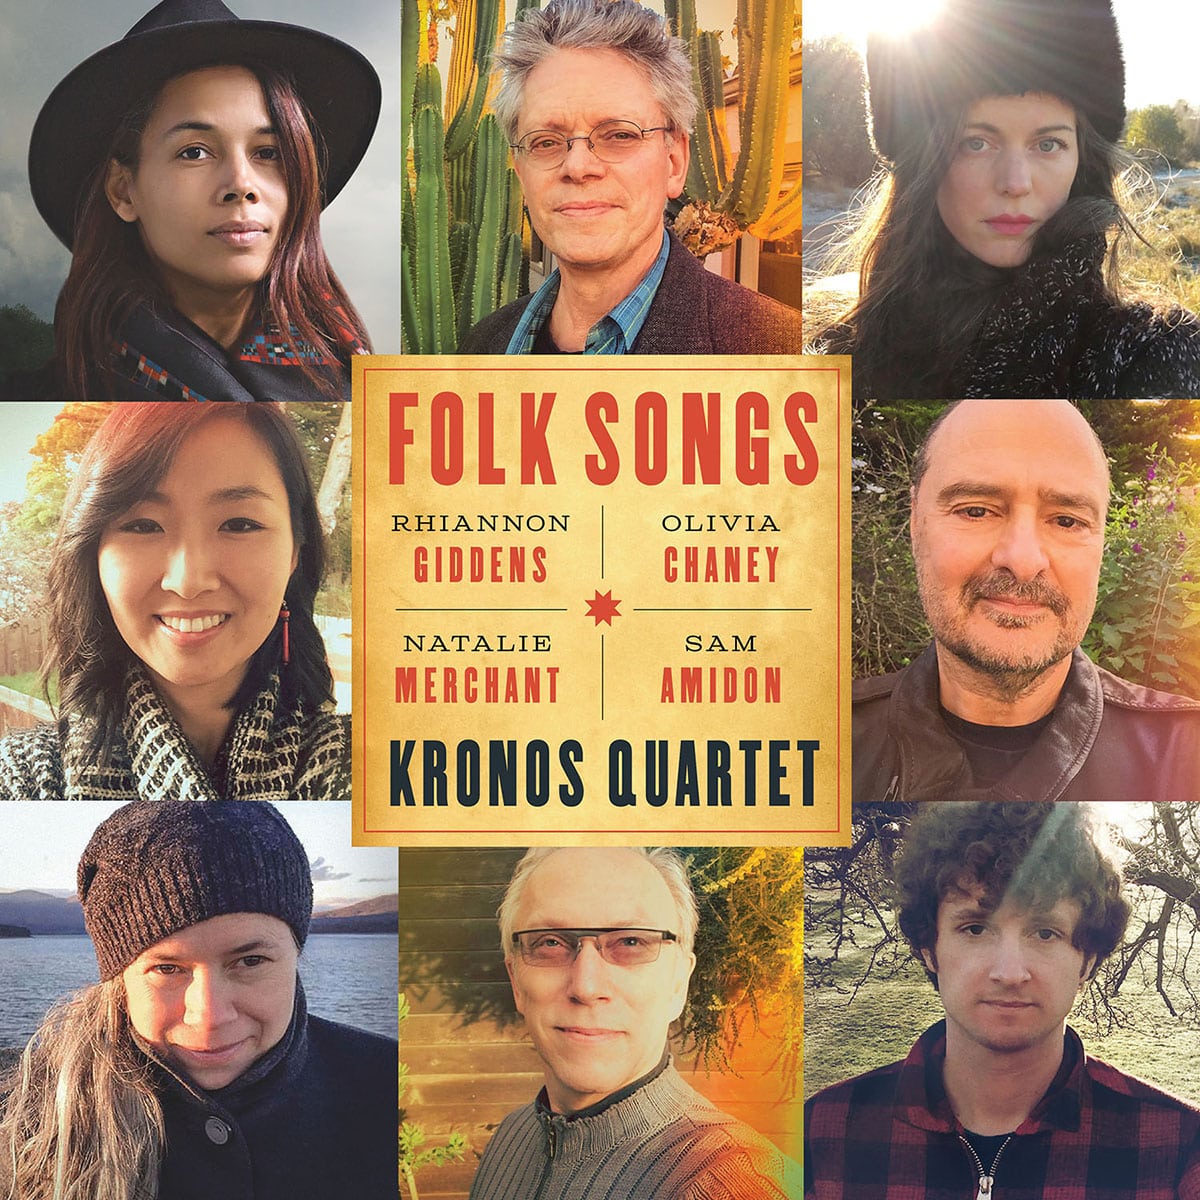 FOLK SONGS
RHIANNON
GIDDENS
OLIVIA
CHANEY
NATALIE
MERCHANT
SAM
AMIDON
KRONOS QUARTET